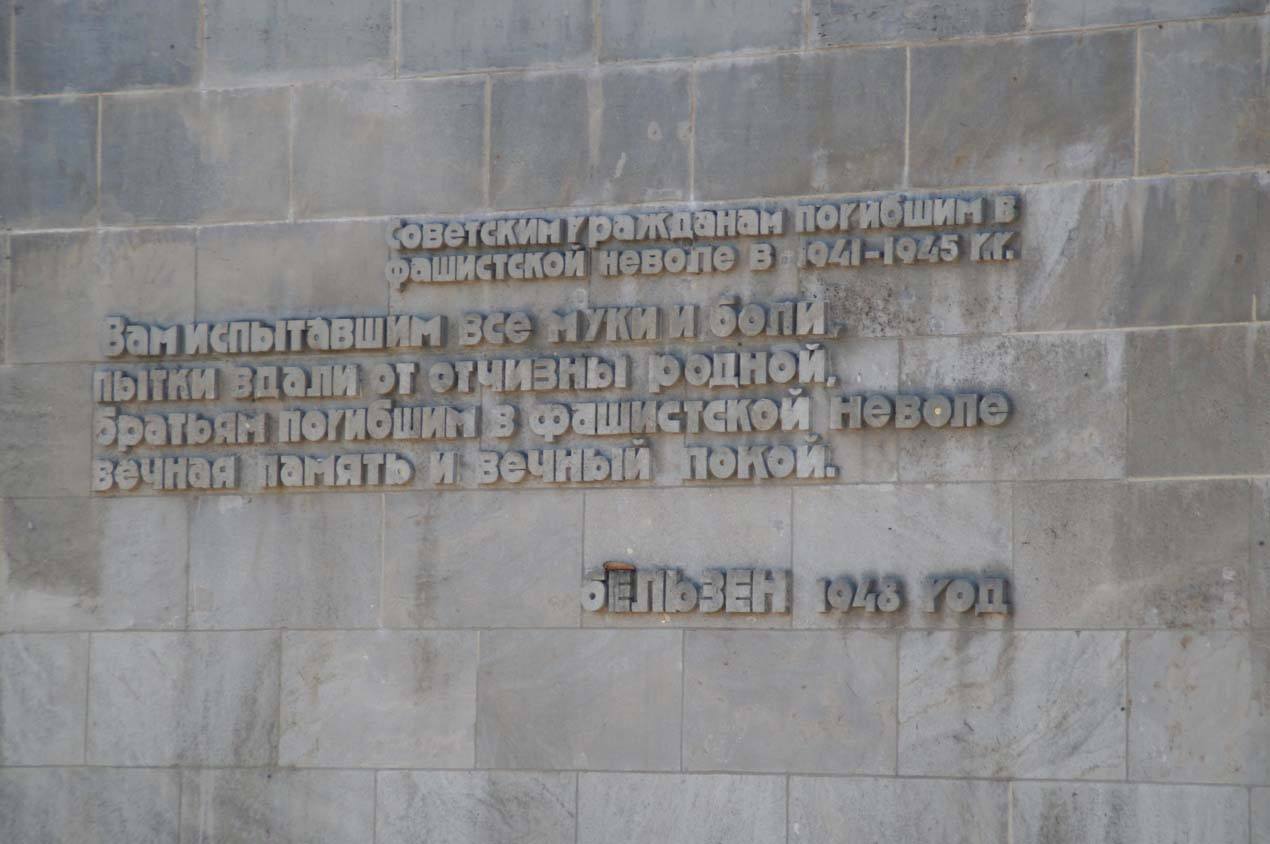 Советским гражданам погибшим в
фашистской неволе в 1941-1945 г.г.
Вам испытавшим все муки и боли,
пытки вдали от отчизны родной,
братьям погибшим в фашистской неволе
вечная память и вечный покой.
БЕЛЬЗЕН 1948 год